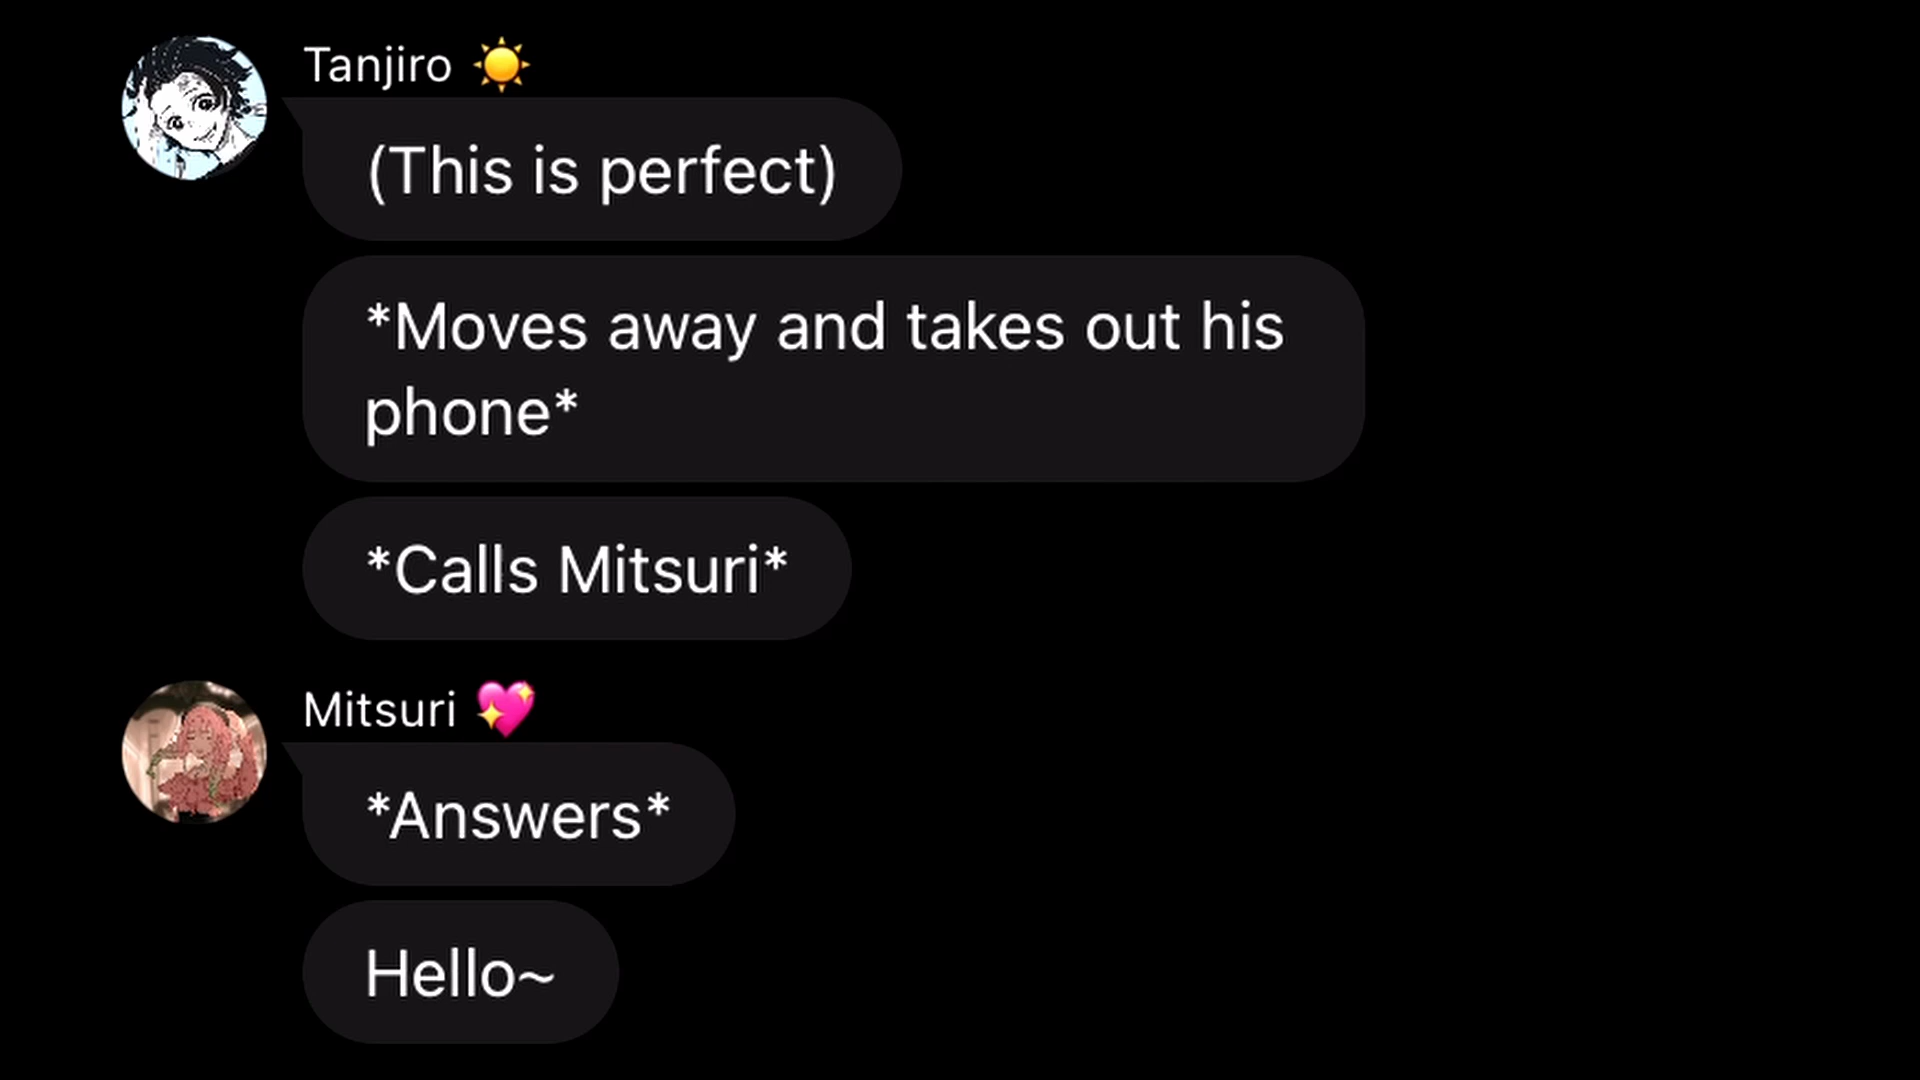 Tanjiro ☀️
(This is perfect)
*Moves away and takes out his
phone*
*Calls Mitsuri*
Mitsuri 💖
*Answers*
Hello~